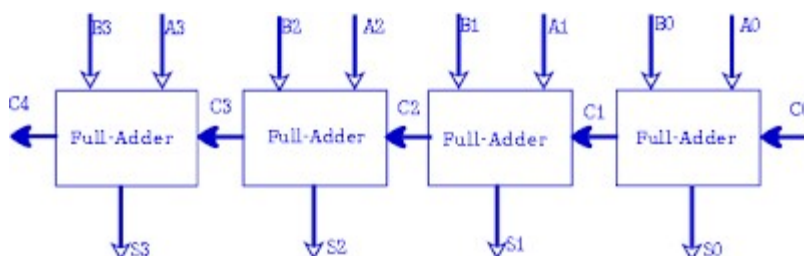 B3 A3 B2 A2 B1 A1 B0 A0
C4 C3 C2 C1
Full-Adder Full-Adder Full-Adder Full-Adder
S3 S2 S1 S0